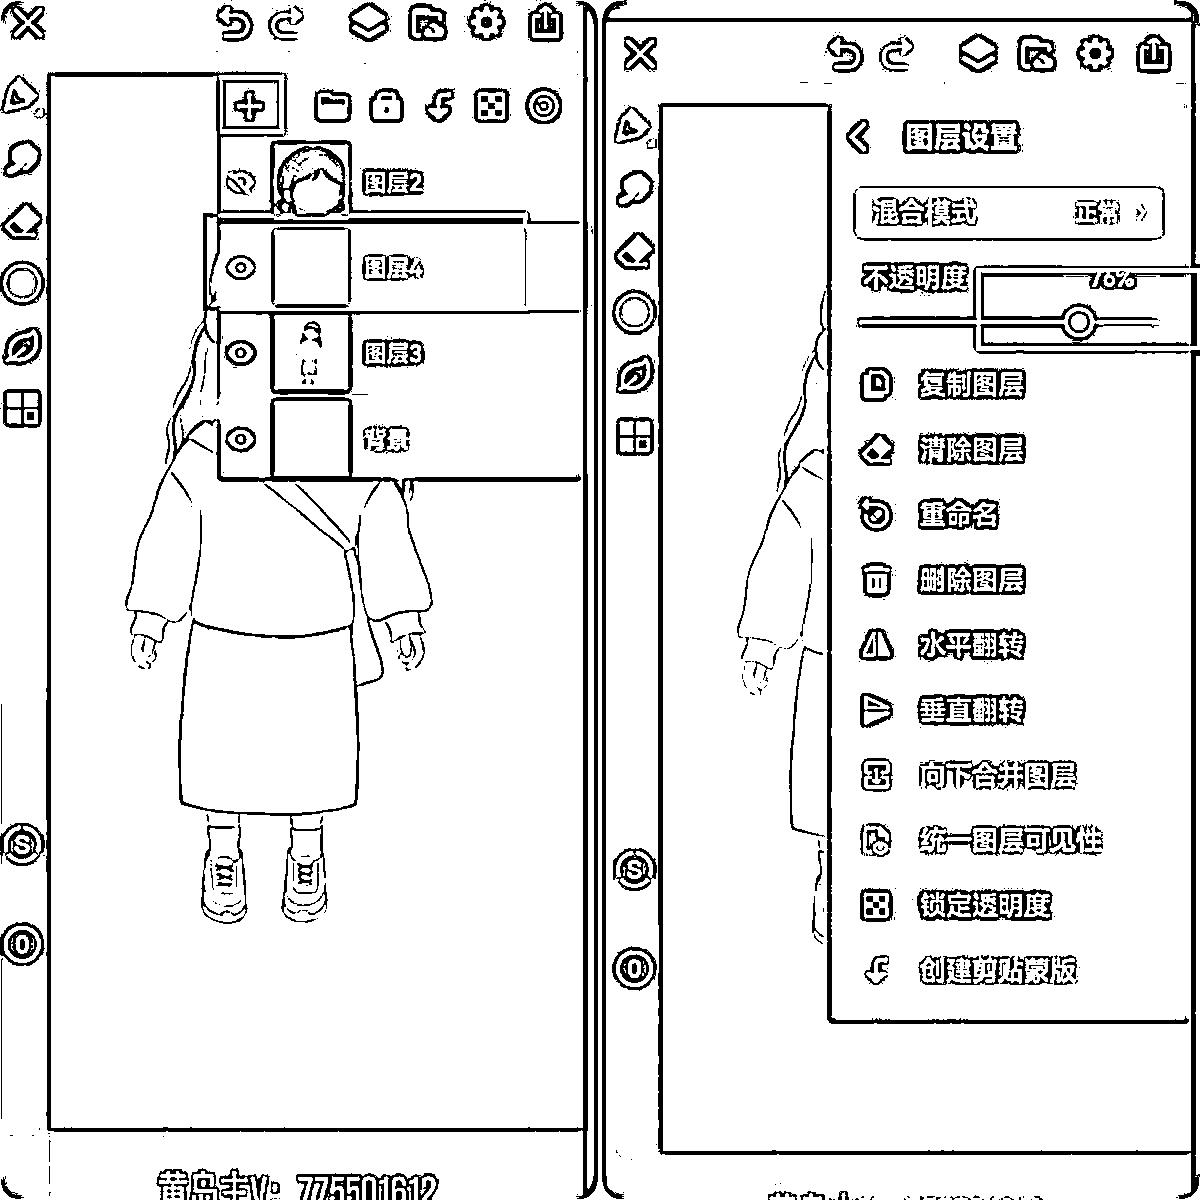 图层2
图层4
图层3
背景
黄岛主V：775501612
图层设置
混合模式 正常
不透明度 76%
复制图层
清除图层
重命名
删除图层
水平翻转
垂直翻转
向下合并图层
统一图层可见性
锁定透明度
创建剪贴蒙版
S
O
S
O